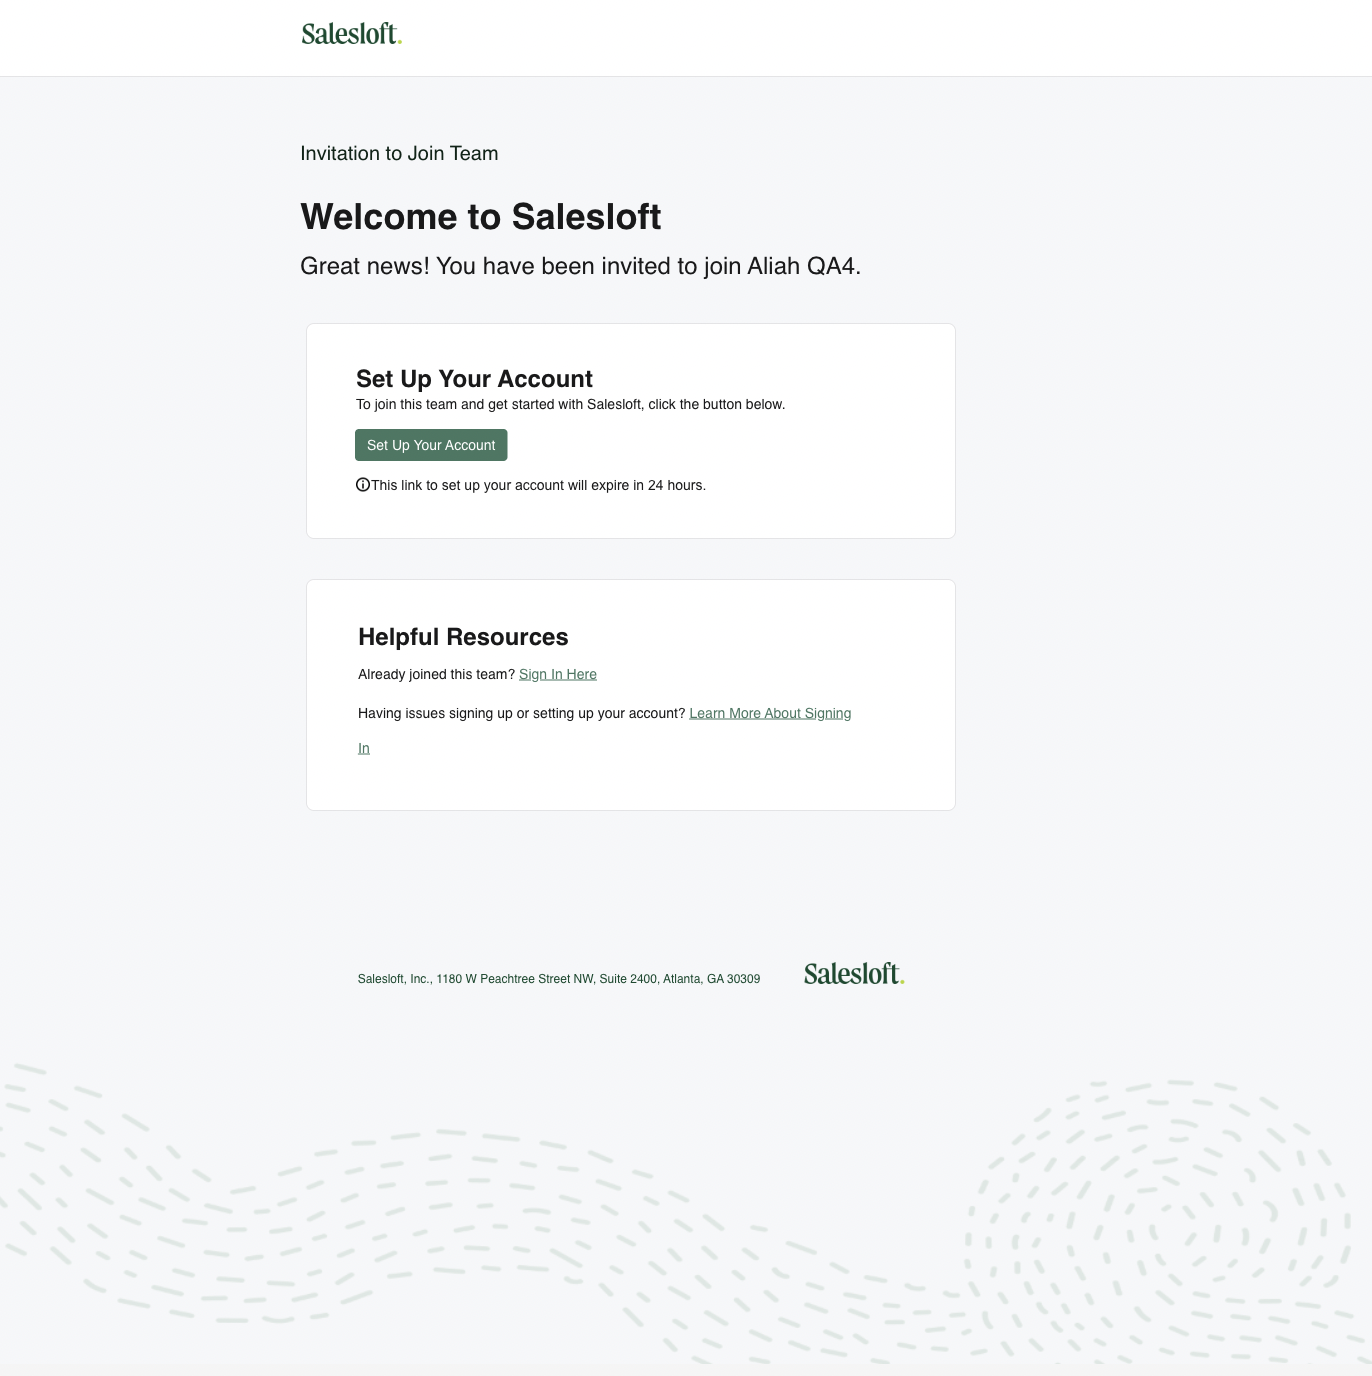 Salesloft.
Invitation to Join Team
Welcome to Salesloft
Great news! You have been invited to join Aliah QA4.
Set Up Your Account
To join this team and get started with Salesloft, click the button below.
Set Up Your Account
This link to set up your account will expire in 24 hours.
Helpful Resources
Already joined this team? Sign In Here
Having issues signing up or setting up your account? Learn More About Signing
In
Salesloft, Inc., 1180 W Peachtree Street NW, Suite 2400, Atlanta, GA 30309
Salesloft.